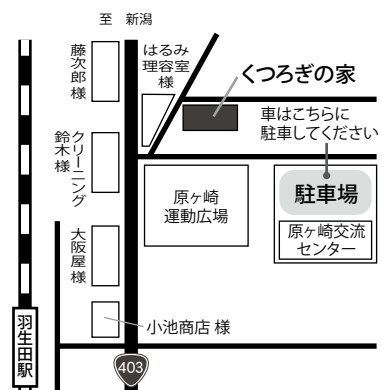 至 新潟
藤次郎様
はるみ
理容室
様
くつろぎの家
車はこちらに
駐車してください
クリーニング
鈴木様
原ヶ崎
運動広場
駐車場
原ヶ崎交流
センター
大阪屋様
小池商店 様
羽生田駅
403